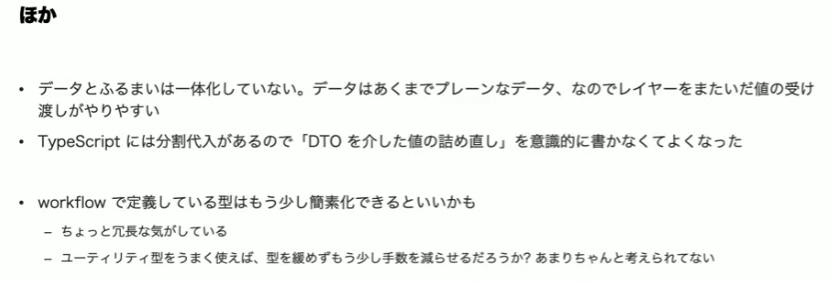 ほか
• データとふるまいは一体化していない。データはあくまでプレーンなデータ、なのでレイヤーをまたいだ値の受け
渡しがやりやすい
• TypeScript には分割代入があるので「DTO を介した値の詰め直し」を意識的に書かなくてよくなった
• workflow で定義している型はもう少し簡素化できるといいかも
– ちょっと冗長な気がしている
– ユーティリティ型をうまく使えば、型を緩めずもう少し手数を減らせるだろうか? あまりちゃんと考えられてない